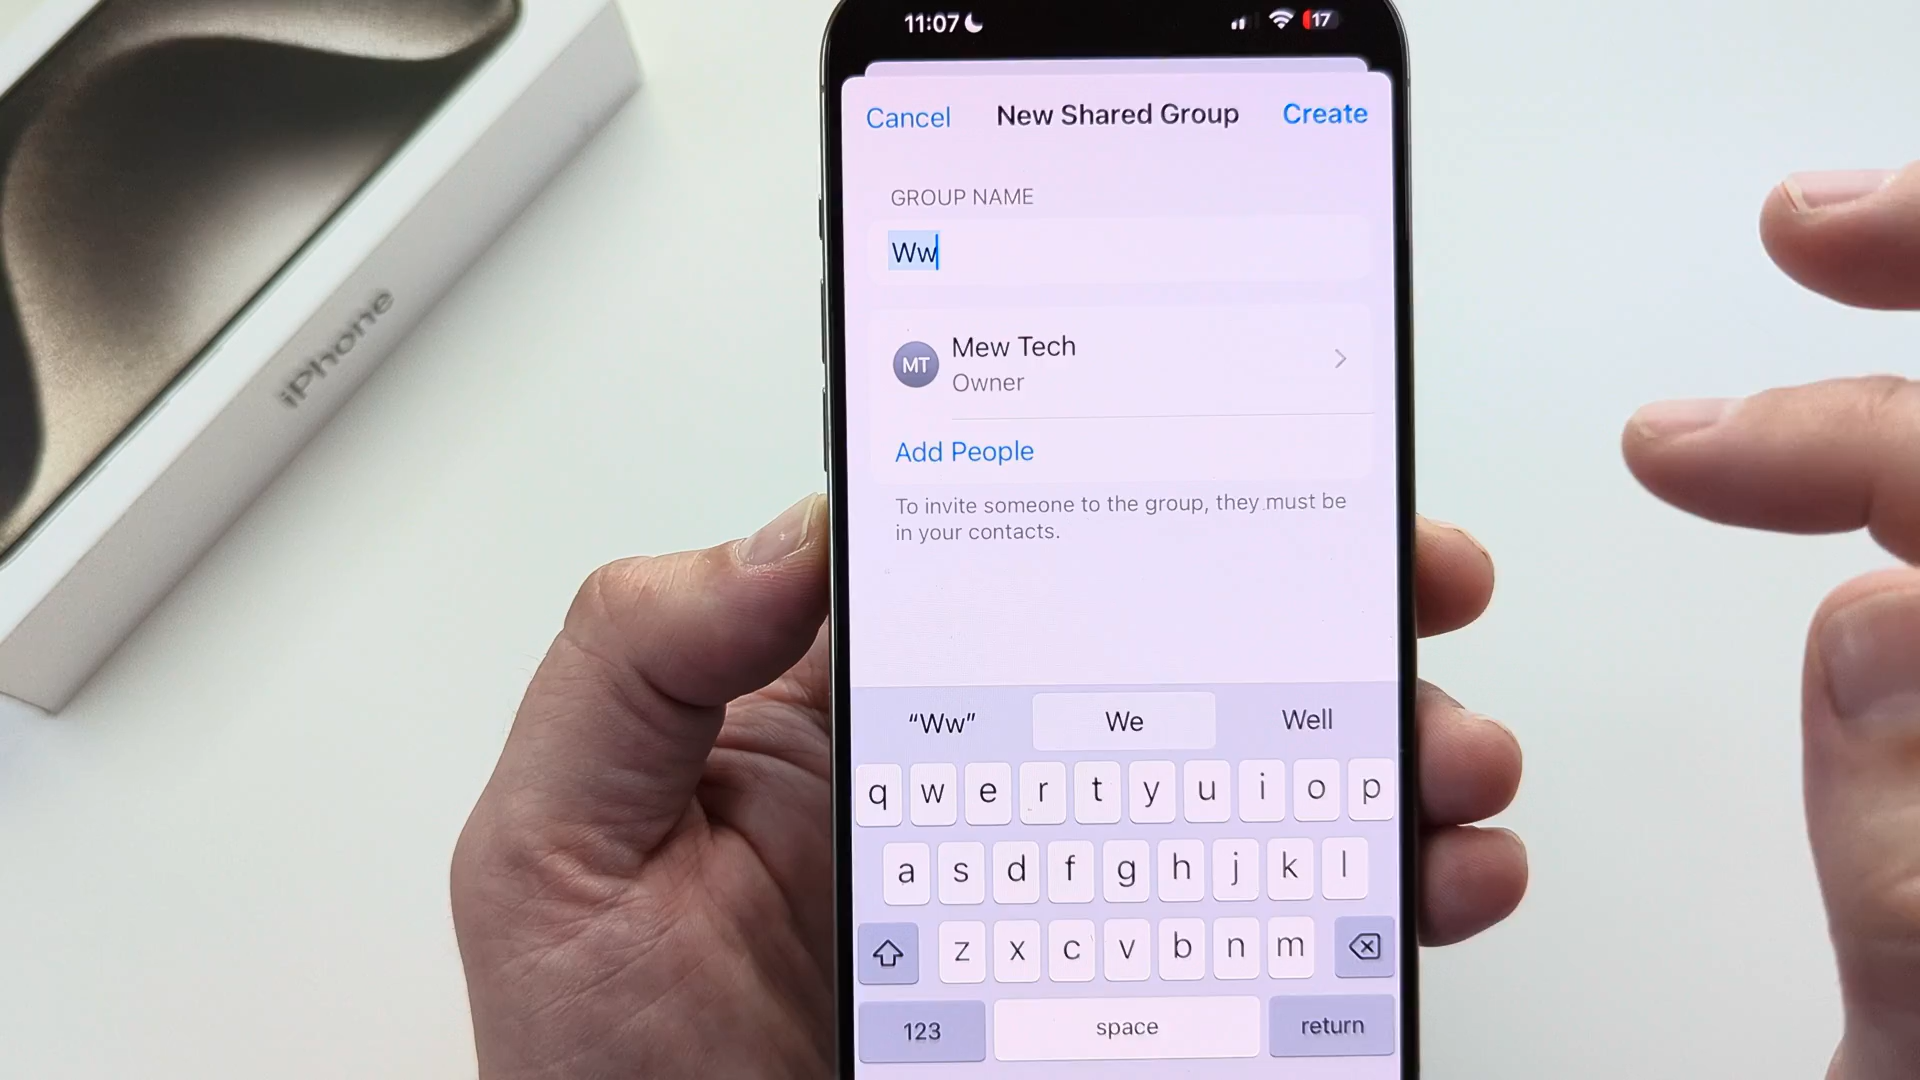 iPhone
11:07
17
Cancel New Shared Group Create
GROUP NAME
Ww
MT
Mew Tech
Owner
Add People
To invite someone to the group, they must be
in your contacts.
“Ww” We Well
q w e r t y u i o p
a s d f g h j k l
z x c v b n m
123 space return